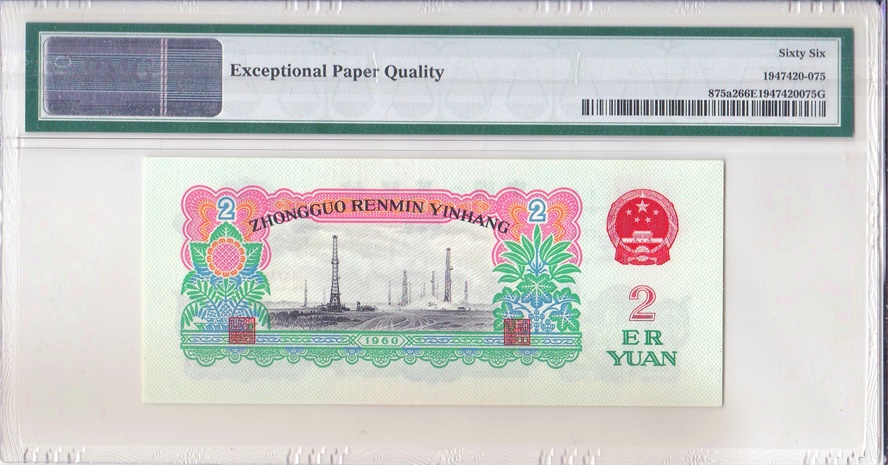 Exceptional Paper Quality
Sixty Six
1947420-075
875a266E1947420075G
2
2
ZHONGGUO RENMIN YINHANG
1960
2
ER
YUAN